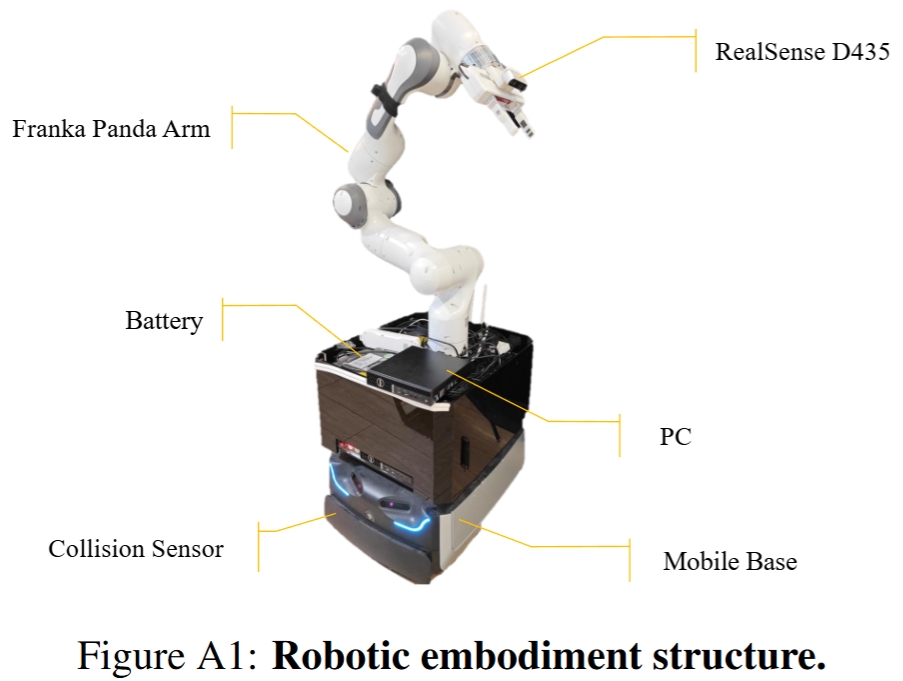 RealSense D435
Franka Panda Arm
Battery
PC
Collision Sensor
Mobile Base
Figure A1: Robotic embodiment structure.